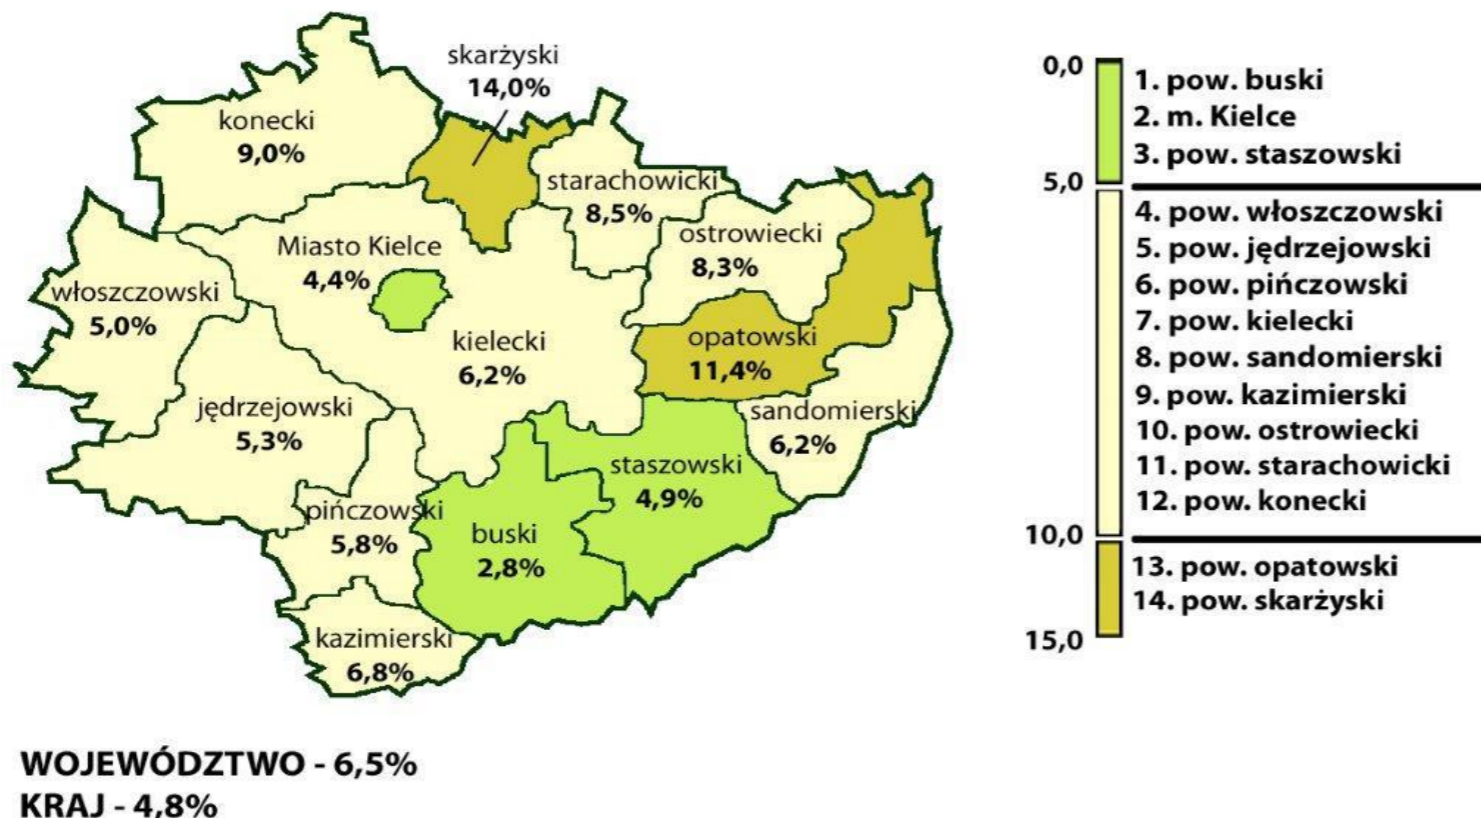 skarżyski
14,0%
konecki
9,0%
starachowicki
8,5%
ostrowiecki
8,3%
Miasto Kielce
4,4%
włoszczowski
5,0%
kielecki
6,2%
opatowski
11,4%
jędrzejowski
5,3%
sandomierski
6,2%
staszowski
4,9%
pińczowski
5,8%
buski
2,8%
kazimierski
6,8%
WOJEWÓDZTWO - 6,5%
KRAJ - 4,8%
0,0
1. pow. buski
2. m. Kielce
3. pow. staszowski
5,0
4. pow. włoszczowski
5. pow. jędrzejowski
6. pow. pińczowski
7. pow. kielecki
8. pow. sandomierski
9. pow. kazimierski
10. pow. ostrowiecki
11. pow. starachowicki
12. pow. konecki
10,0
13. pow. opatowski
14. pow. skarżyski
15,0